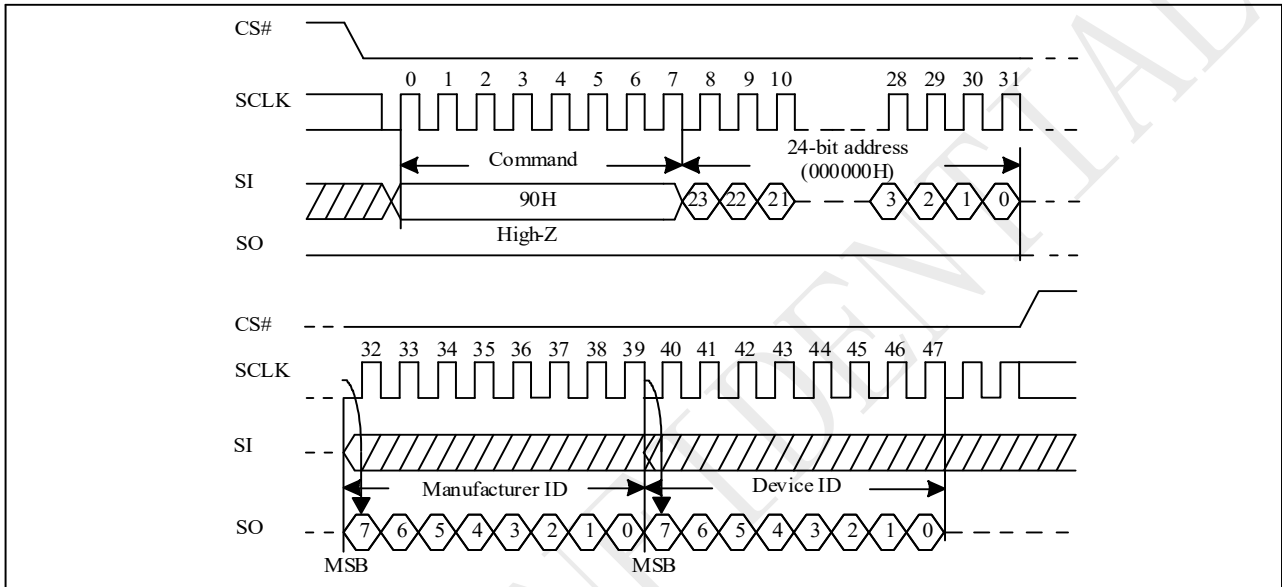 CS#
0 1 2 3 4 5 6 7 8 9 10 28 29 30 31
SCLK
Command
24-bit address
(000000H)
SI
90H
23 22 21 3 2 1 0
High-Z
SO
CS#
32 33 34 35 36 37 38 39 40 41 42 43 44 45 46 47
SCLK
SI
Manufacturer ID Device ID
SO
7 6 5 4 3 2 1 0 7 6 5 4 3 2 1 0
MSB MSB
NFIDENTIAL